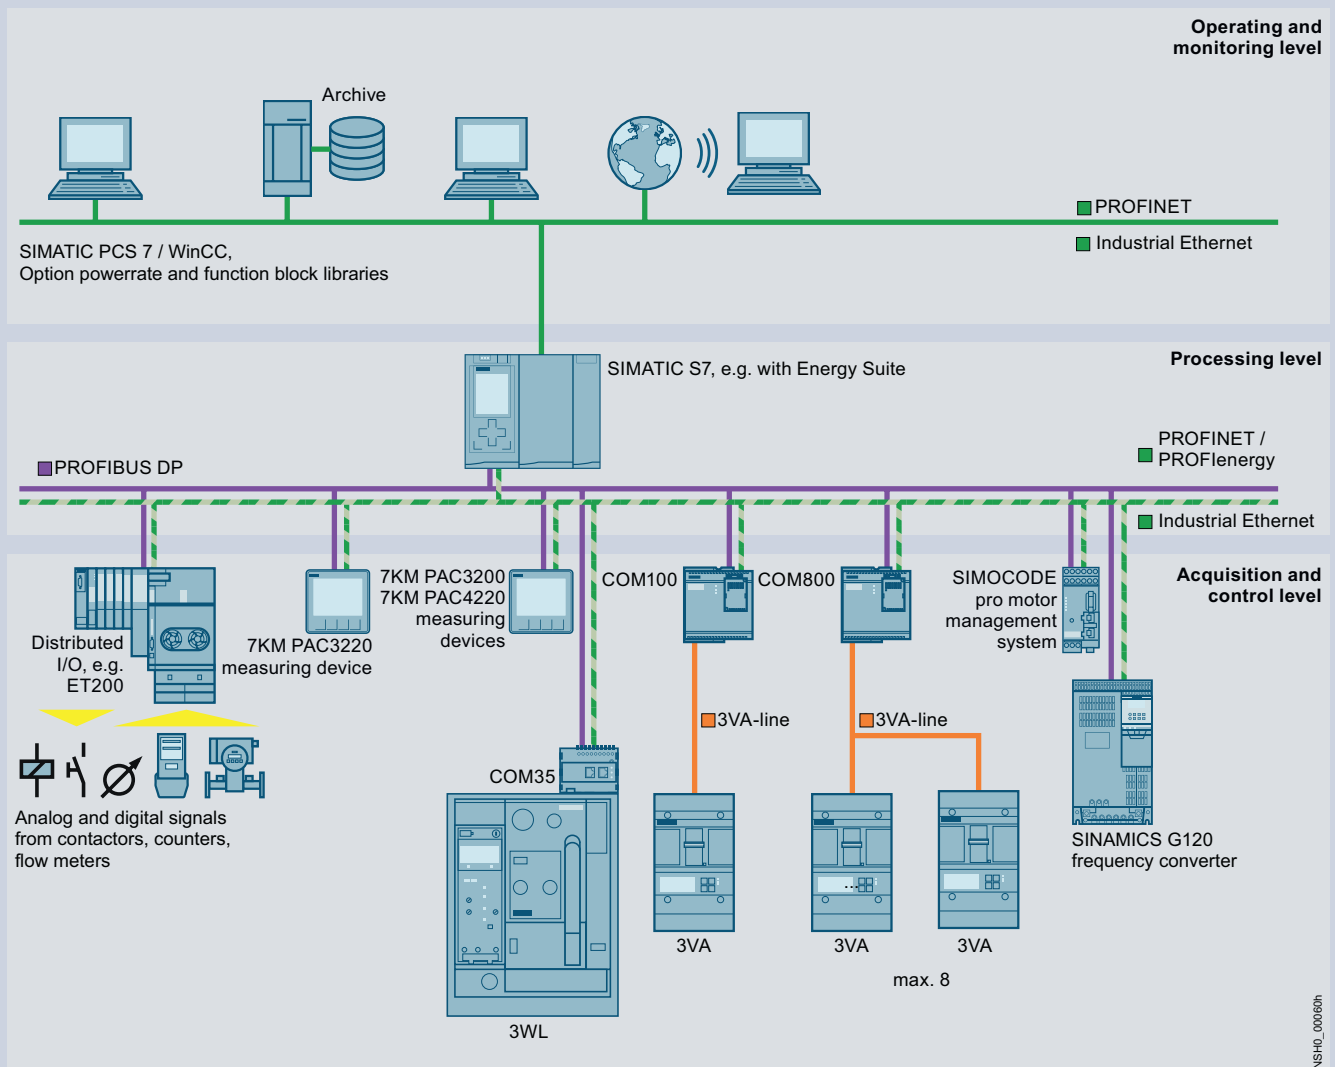 Operating and
monitoring level
Archive
PROFINET
Industrial Ethernet
SIMATIC PCS 7 / WinCC,
Option powerrate and function block libraries
Processing level
SIMATIC S7, e.g. with Energy Suite
PROFIBUS DP
PROFINET /
PROFIenergy
Industrial Ethernet
Acquisition and
control level
Distributed
I/O, e.g.
ET200
7KM PAC3220
measuring device
7KM PAC3200
7KM PAC4220
measuring
devices
COM100
COM800
SIMOCODE
pro motor
management
system
3VA-line
3VA-line
COM35
Analog and digital signals
from contactors, counters,
flow meters
SINAMICS G120
frequency converter
3VA
3VA
3VA
max. 8
3WL
NSH0_00060h